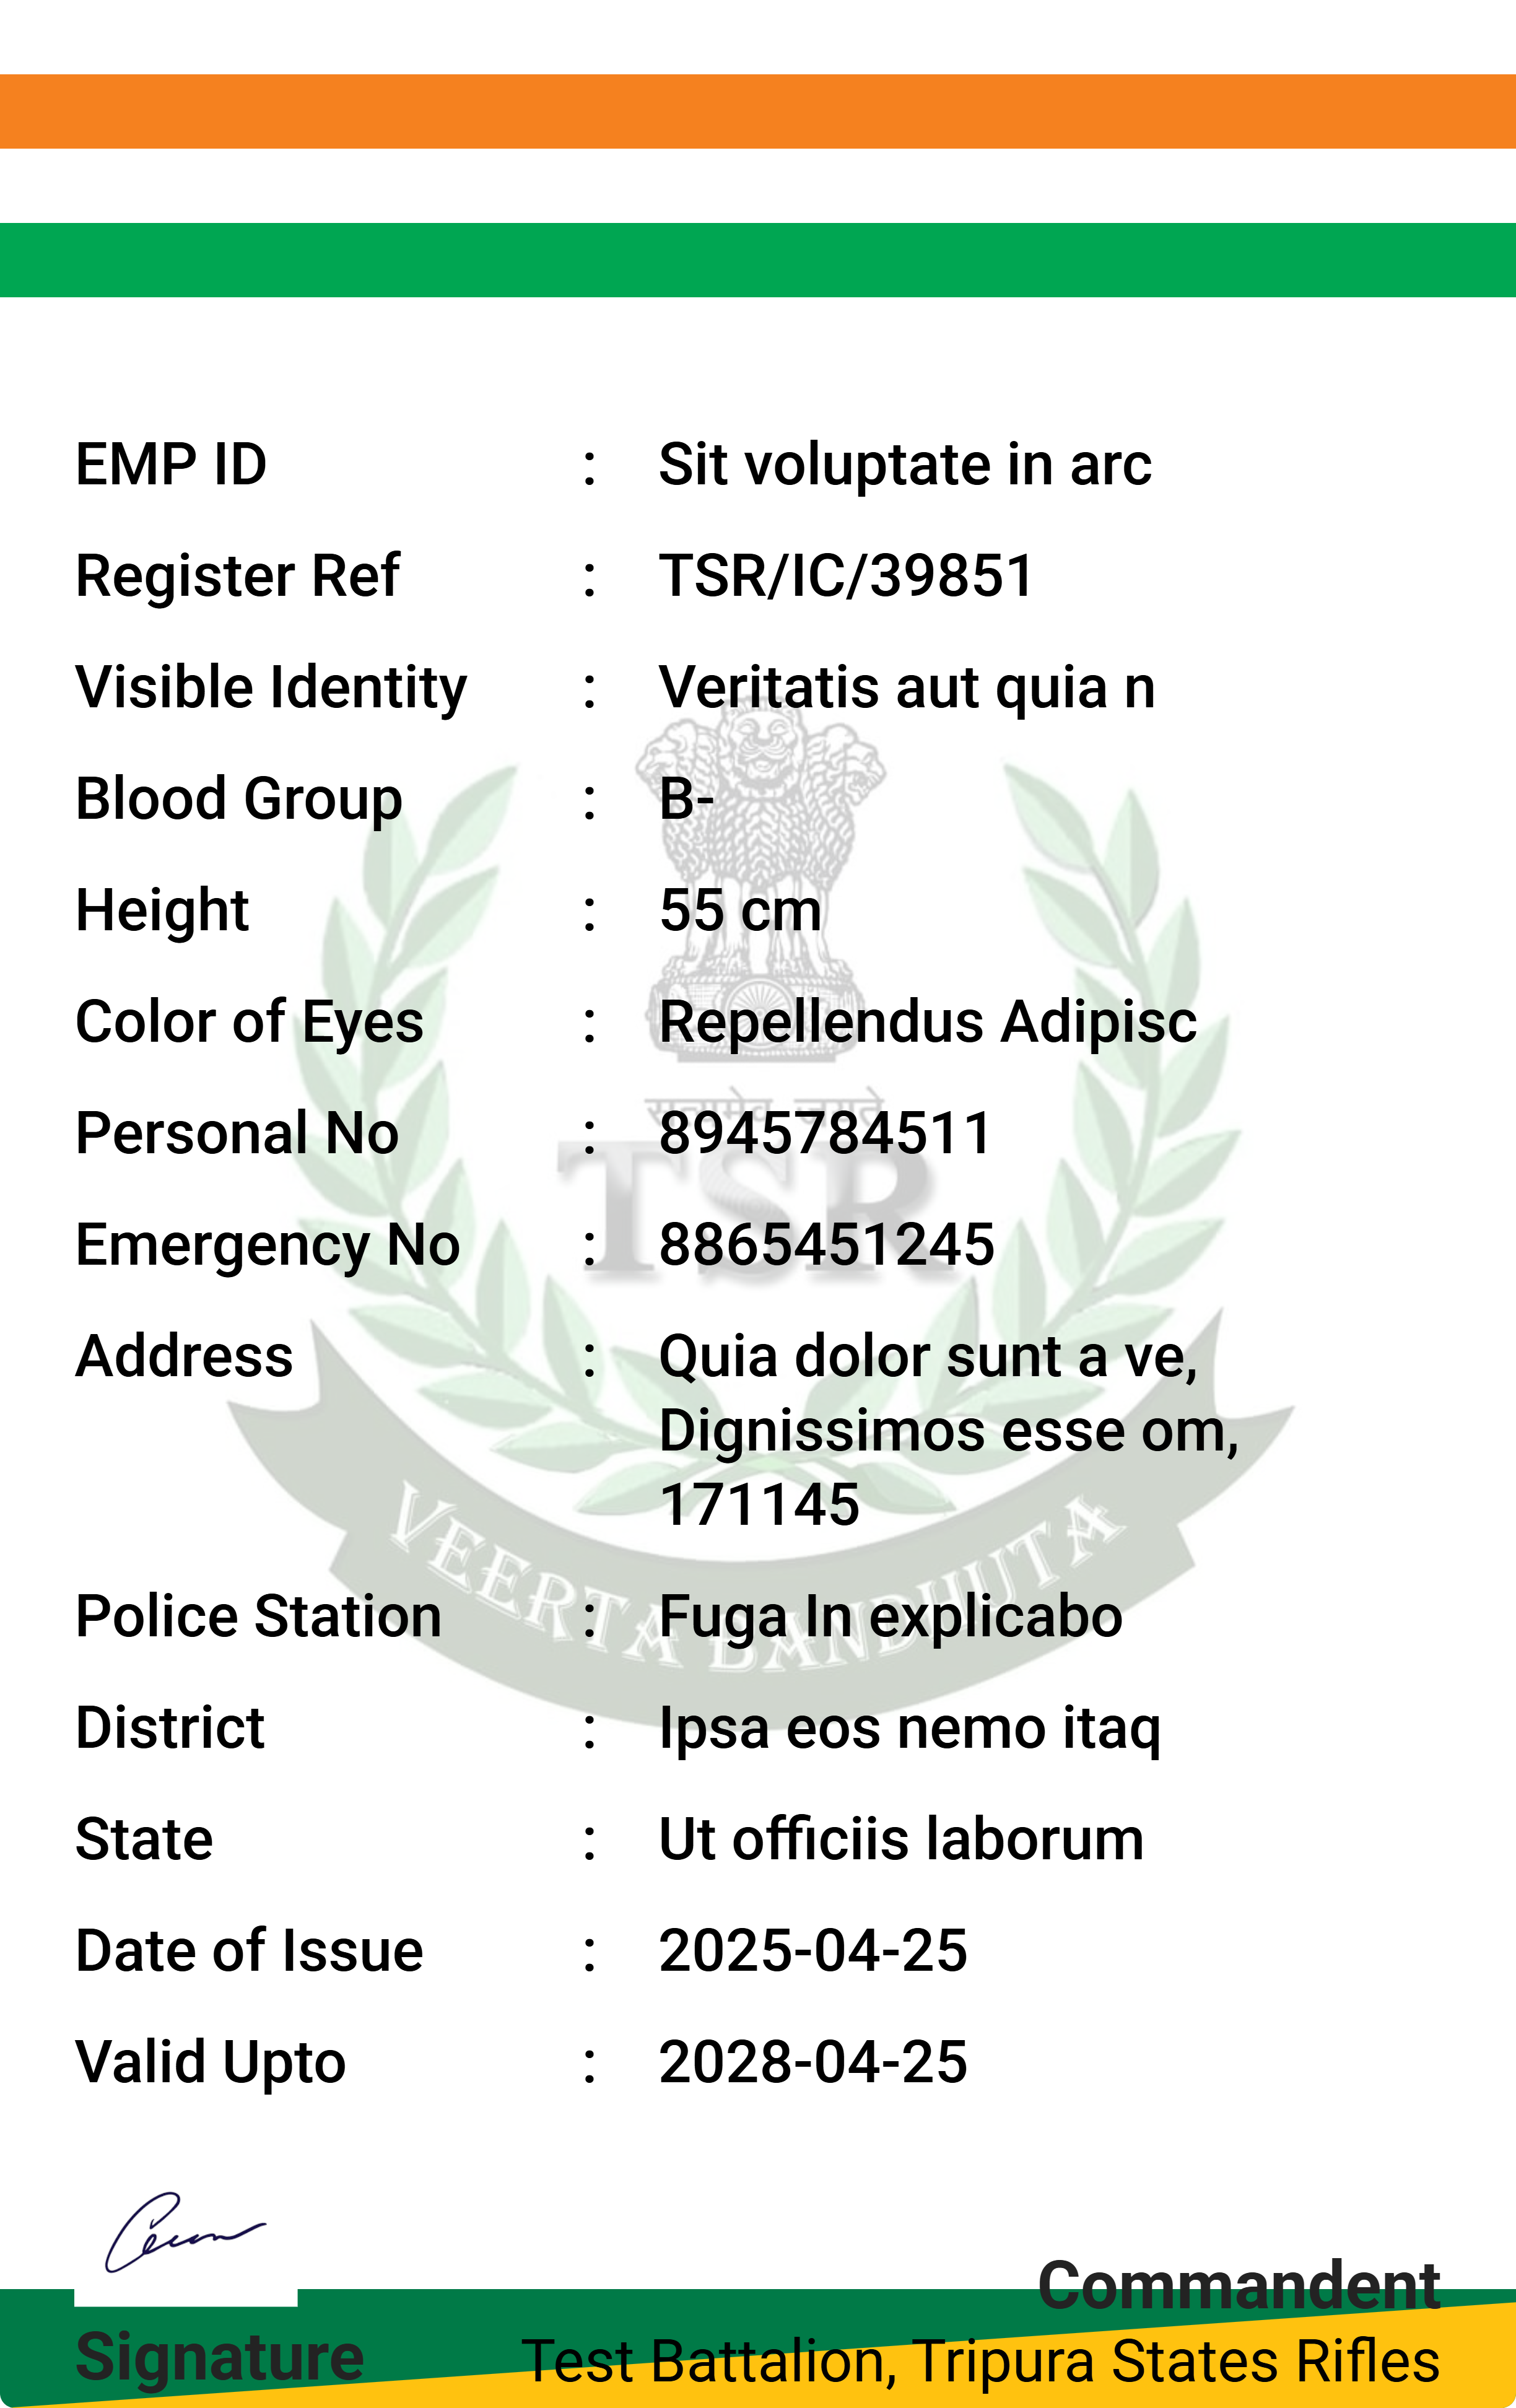 EMP ID : Sit voluptate in arc
Register Ref : TSR/IC/39851
Visible Identity : Veritatis aut quia n
Blood Group : B-
Height : 55 cm
Color of Eyes : Repellendus Adipisc
सत्यमेव जयते
Personal No : 8945784511
TSR
Emergency No : 8865451245
Address : Quia dolor sunt a ve,
Dignissimos esse om,
171145
VEERTA BANDHUTA
Police Station : Fuga In explicabo
District : Ipsa eos nemo itaq
State : Ut officiis laborum
Date of Issue : 2025-04-25
Valid Upto : 2028-04-25
Commandent
Signature
Test Battalion, Tripura States Rifles